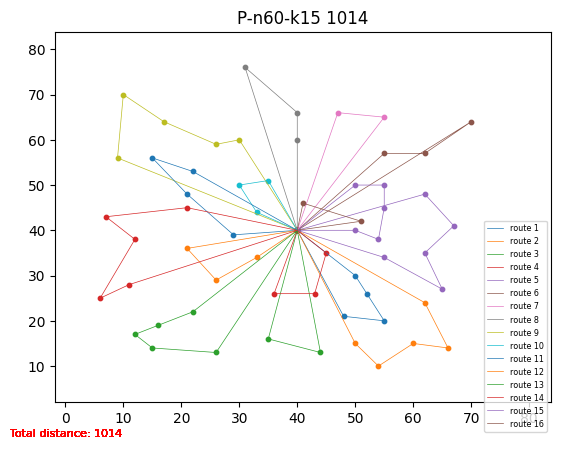 P-n60-k15 1014
80
70
60
50
40
30
20
10
0 10 20 30 40 50 60 70 80
route 1
route 2
route 3
route 4
route 5
route 6
route 7
route 8
route 9
route 10
route 11
route 12
route 13
route 14
route 15
route 16
Total distance: 1014